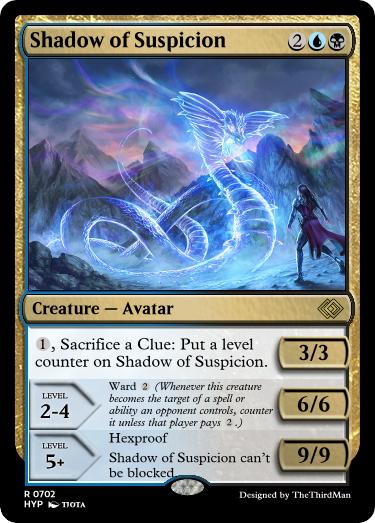 Shadow of Suspicion 2
1, Sacrifice a Clue: Put a level
counter on Shadow of Suspicion.
3/3
Creature — Avatar
LEVEL
2-4
Ward 2 (Whenever this creature
becomes the target of a spell or
ability an opponent controls, counter
it unless that player pays 2.)
6/6
LEVEL
5+
Hexproof
Shadow of Suspicion can't
be blocked.
9/9
R 0702
HYP TJOTA
Designed by TheThirdMan